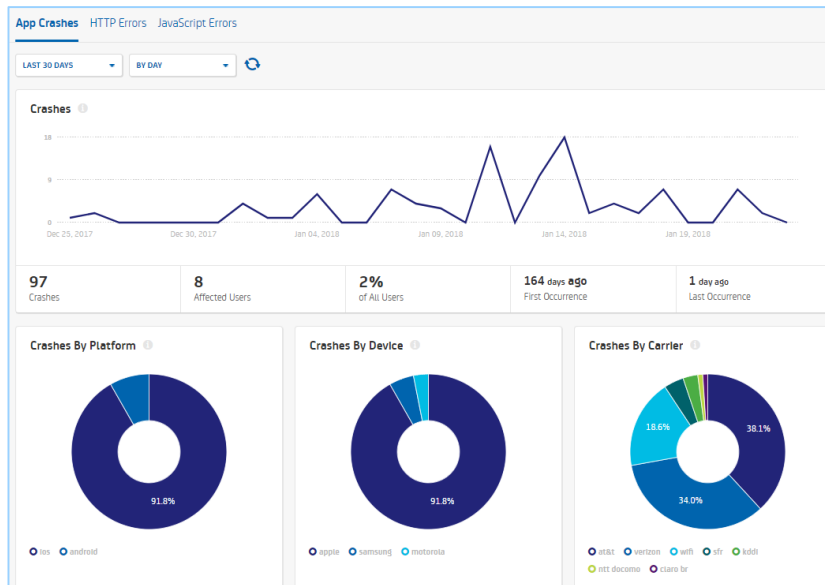 App Crashes HTTP Errors JavaScript Errors
LAST 30 DAYS BY DAY
Crashes
18
9
0
Dec 25, 2017 Dec 30, 2017 Jan 04, 2018 Jan 09, 2018 Jan 14, 2018 Jan 19, 2018
97 8 2% 164 days ago 1 day ago
Crashes Affected Users of All Users First Occurrence Last Occurrence
Crashes By Platform Crashes By Device Crashes By Carrier
91.8% 91.8% 38.1% 18.6% 34.0%
ios android apple samsung motorola at&t verizon wifi sfr kddi
ntt docomo claro br